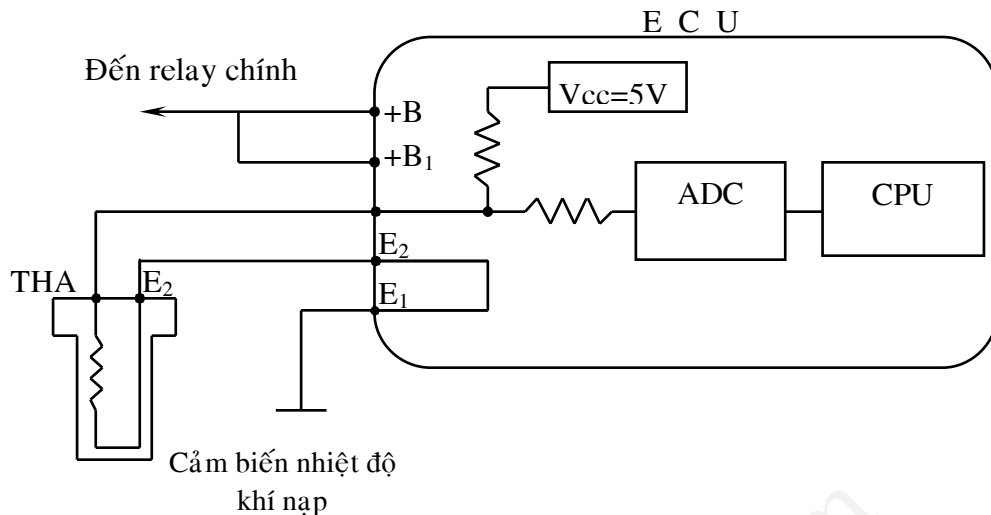 E C U
Đến relay chính
Vcc=5V
+B
+B₁
ADC
CPU
E₂
THA
E₂
E₁
Cảm biến nhiệt độ
khí nạp